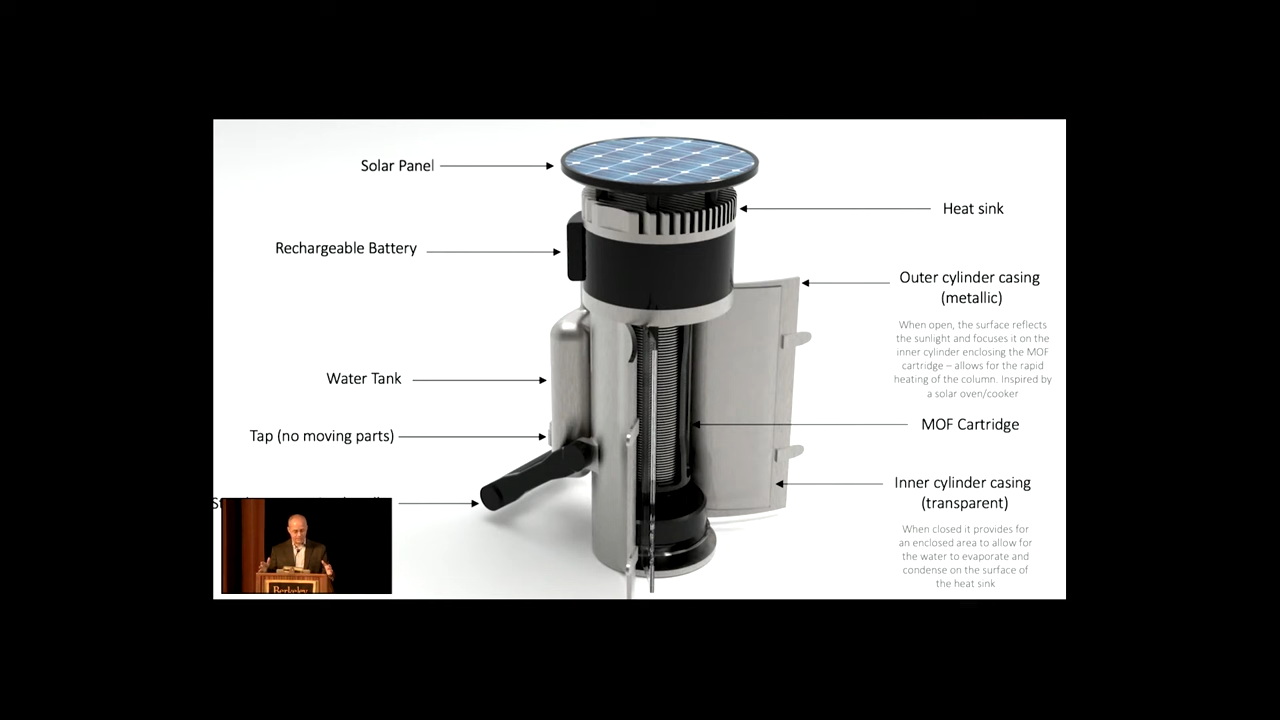 Solar Panel
Heat sink
Rechargeable Battery
Outer cylinder casing
(metallic)
When open, the surface reflects
the sunlight and focuses it on the
inner cylinder enclosing the MOF
cartridge – allows for the rapid
heating of the column. Inspired by
a solar oven/cooker
Water Tank
MOF Cartridge
Tap (no moving parts)
Inner cylinder casing
(transparent)
When closed it provides for
an enclosed area to allow for
the water to evaporate and
condense on the surface of
the heat sink
Berkeley